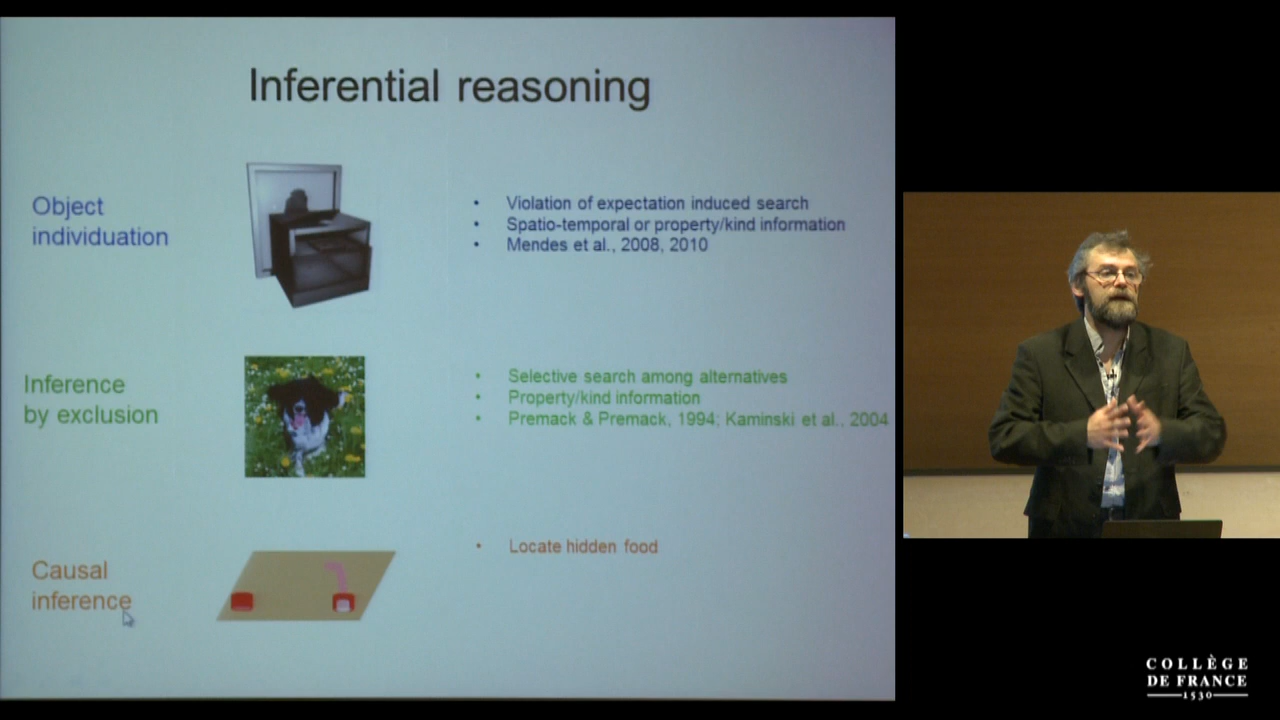 Inferential reasoning
Object
individuation
• Violation of expectation induced search
• Spatio-temporal or property/kind information
• Mendes et al., 2008, 2010
Inference
by exclusion
• Selective search among alternatives
• Property/kind information
• Premack & Premack, 1994; Kaminski et al., 2004
Causal
inference
• Locate hidden food
COLLÈGE
DE FRANCE
1530